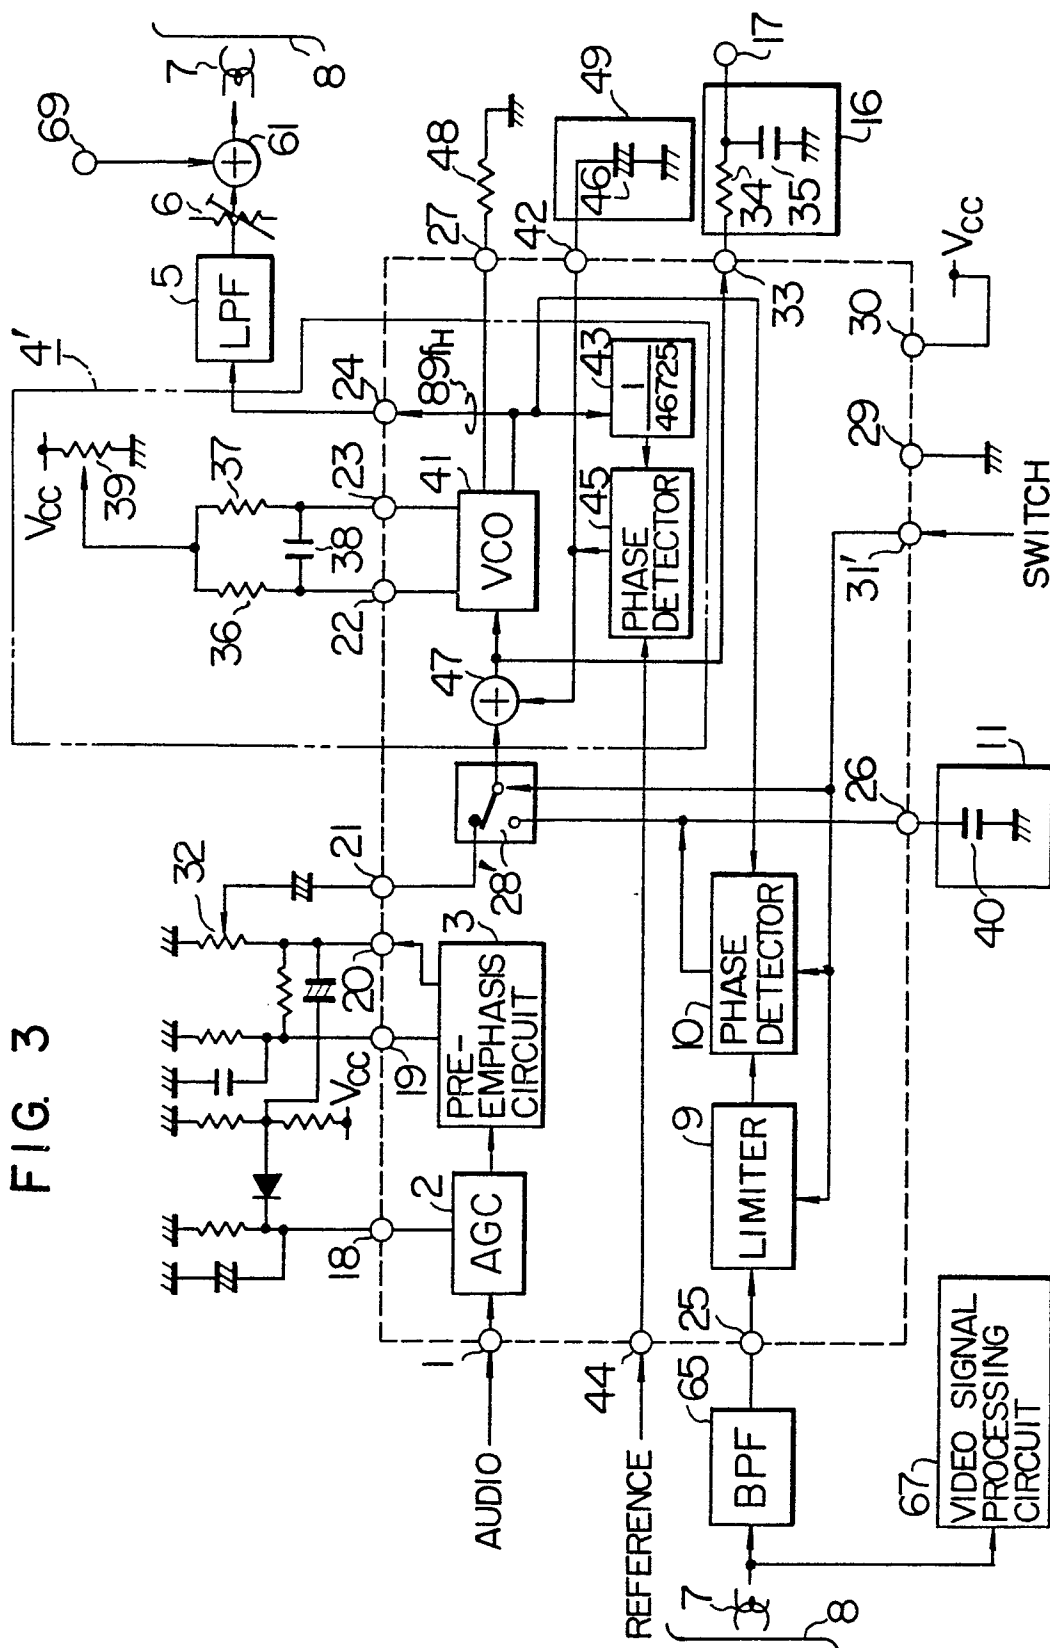 FIG. 3
69
7
8
61
6
5
LPF
4'
VCC
39
37
36
38
22
23
24
89fH
41
VCO
27
48
42
46
49
17
34
35
16
33
43
1
46725
45
PHASE
DETECTOR
47
32
21
20
19
VCC
18
28
3
PRE-
EMPHASIS
CIRCUIT
2
AGC
1
AUDIO
44
REFERENCE
25
65
BPF
9
LIMITER
10
PHASE
DETECTOR
26
40
11
31'
SWITCH
29
30
VCC
7
8
67
VIDEO SIGNAL
PROCESSING
CIRCUIT